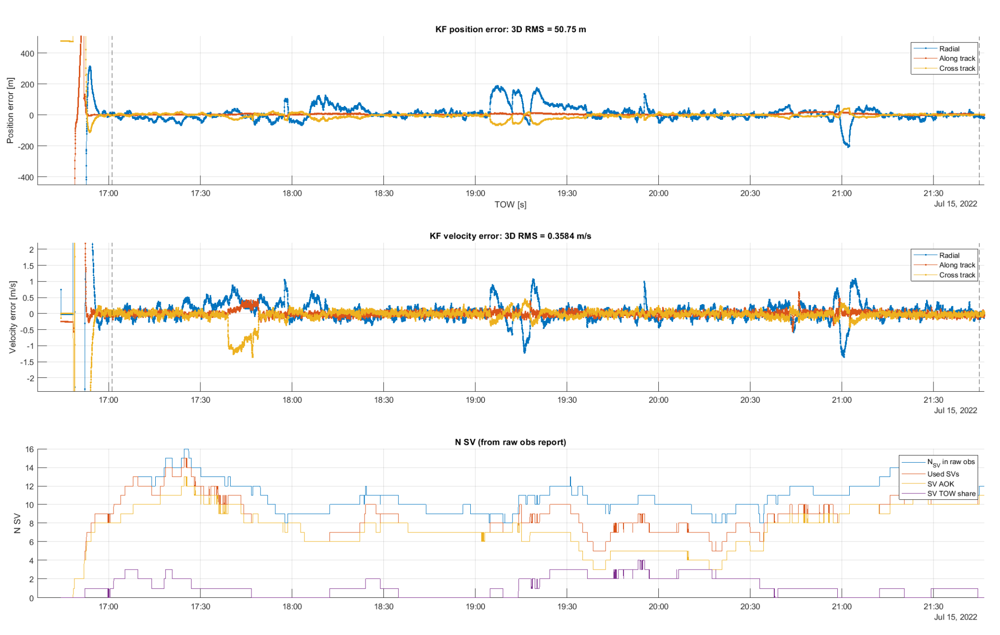 KF position error: 3D RMS = 50.75 m
Position error [m]
400
200
0
-200
-400
Radial
Along track
Cross track
17:00 17:30 18:00 18:30 19:00 19:30 20:00 20:30 21:00 21:30
TOW [s]
Jul 15, 2022
KF velocity error: 3D RMS = 0.3584 m/s
Velocity error [m/s]
2
1.5
1
0.5
0
-0.5
-1
-1.5
-2
Radial
Along track
Cross track
17:00 17:30 18:00 18:30 19:00 19:30 20:00 20:30 21:00 21:30
Jul 15, 2022
N SV (from raw obs report)
N SV
16
14
12
10
8
6
4
2
0
NSV in raw obs
Used SVs
SV AOK
SV TOW share
17:00 17:30 18:00 18:30 19:00 19:30 20:00 20:30 21:00 21:30
Jul 15, 2022